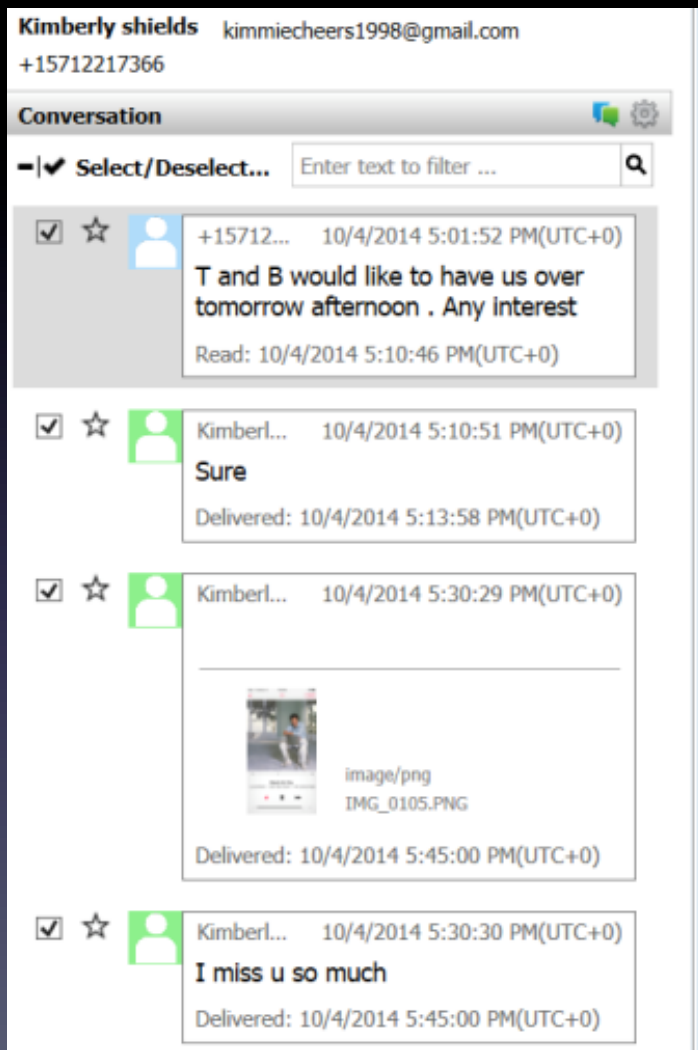 Kimberly shields kimmiecheers1998@gmail.com
+15712217366
Conversation
Select/Deselect... Enter text to filter ...
+15712... 10/4/2014 5:01:52 PM(UTC+0)
T and B would like to have us over
tomorrow afternoon . Any interest
Read: 10/4/2014 5:10:46 PM(UTC+0)
Kimberl... 10/4/2014 5:10:51 PM(UTC+0)
Sure
Delivered: 10/4/2014 5:13:58 PM(UTC+0)
Kimberl... 10/4/2014 5:30:29 PM(UTC+0)
image/png
IMG_0105.PNG
Delivered: 10/4/2014 5:45:00 PM(UTC+0)
Kimberl... 10/4/2014 5:30:30 PM(UTC+0)
I miss u so much
Delivered: 10/4/2014 5:45:00 PM(UTC+0)